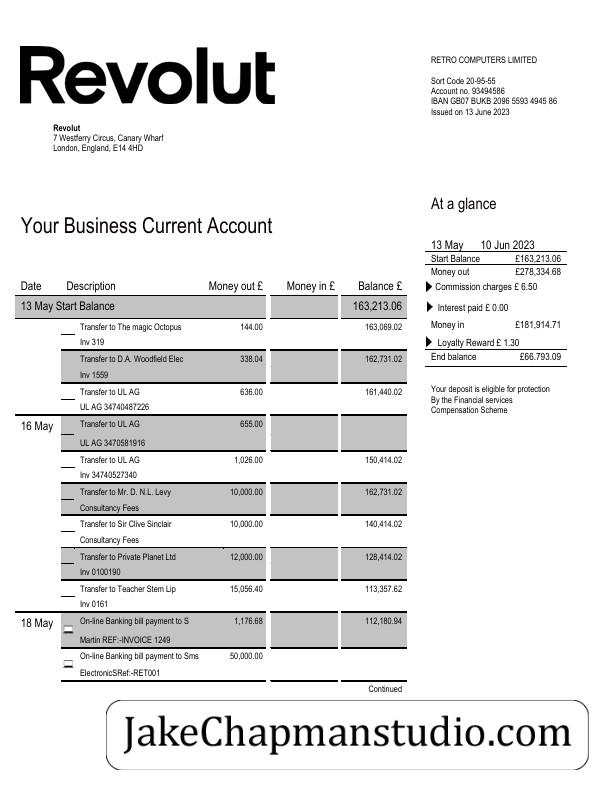 Revolut
RETRO COMPUTERS LIMITED
Sort Code 20-95-55
Account no. 93494586
IBAN GB07 BUKB 2096 5593 4945 86
Issued on 13 June 2023
Revolut
7 Westferry Circus, Canary Wharf
London, England, E14 4HD
At a glance
13 May 10 Jun 2023
Start Balance £163,213.06
Money out £278,334.68
Commission charges £ 6.50
Interest paid £ 0.00
Money in £181,914.71
Loyalty Reward £ 1.30
End balance £66.793.09
Your deposit is eligible for protection
By the Financial services
Compensation Scheme
Your Business Current Account
Date Description Money out £ Money in £ Balance £
13 May Start Balance 163,213.06
Transfer to The magic Octopus 144.00 163,069.02
Inv 319
Transfer to D.A. Woodfield Elec 338.04 162,731.02
Inv 1559
Transfer to UL AG 636.00 161,440.02
UL AG 34740487226
16 May Transfer to UL AG 655.00
UL AG 3470581916
Transfer to UL AG 1,026.00 150,414.02
Inv 34740527340
Transfer to Mr. D. N.L. Levy 10,000.00 162,731.02
Consultancy Fees
Transfer to Sir Clive Sinclair 10,000.00 140,414.02
Consultancy Fees
Transfer to Private Planet Ltd 12,000.00 128,414.02
Inv 0100190
Transfer to Teacher Stem Lip 15,056.40 113,357.62
Inv 0161
18 May On-line Banking bill payment to S 1,176.68 112,180.94
Martin REF:-INVOICE 1249
On-line Banking bill payment to Sms 50,000.00
ElectronicSRef:-RET001
Continued
JakeChapmanstudio.com